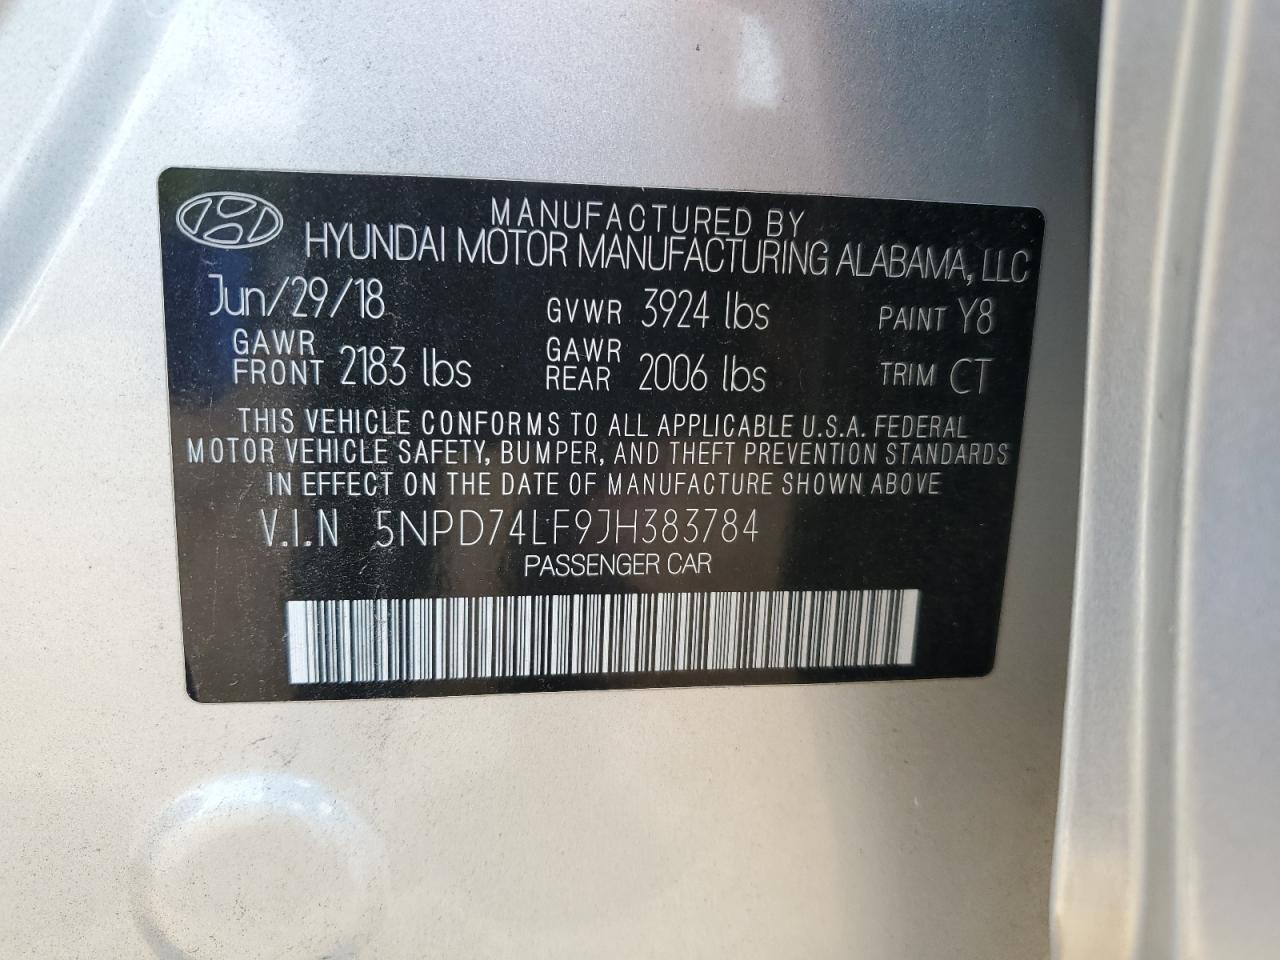 MANUFACTURED BY
HYUNDAI MOTOR MANUFACTURING ALABAMA, LLC
Jun/29/18 GVWR 3924 lbs PAINT Y8
GAWR FRONT 2183 lbs GAWR REAR 2006 lbs TRIM CT
THIS VEHICLE CONFORMS TO ALL APPLICABLE U.S.A. FEDERAL
MOTOR VEHICLE SAFETY, BUMPER, AND THEFT PREVENTION STANDARDS
IN EFFECT ON THE DATE OF MANUFACTURE SHOWN ABOVE
V.I.N 5NPD74LF9JH383784
PASSENGER CAR